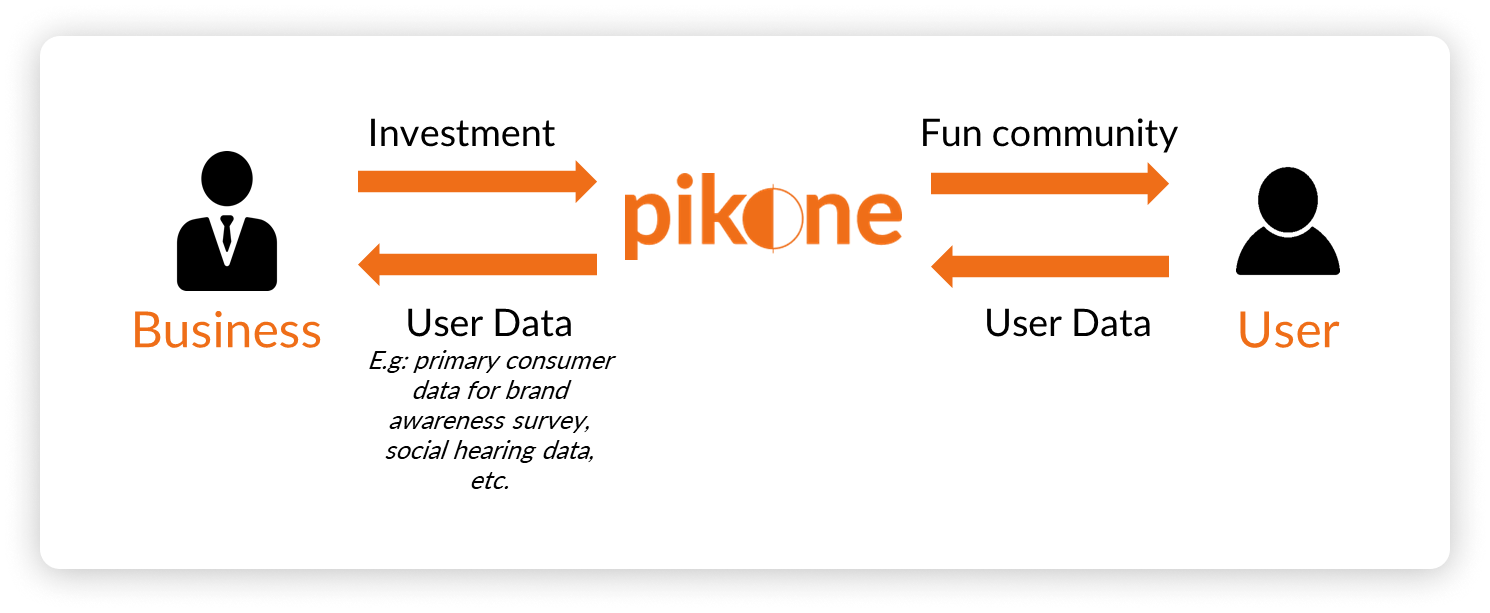 Investment
Fun community
pikone
Business
User Data
E.g: primary consumer
data for brand
awareness survey,
social hearing data,
etc.
User Data
User